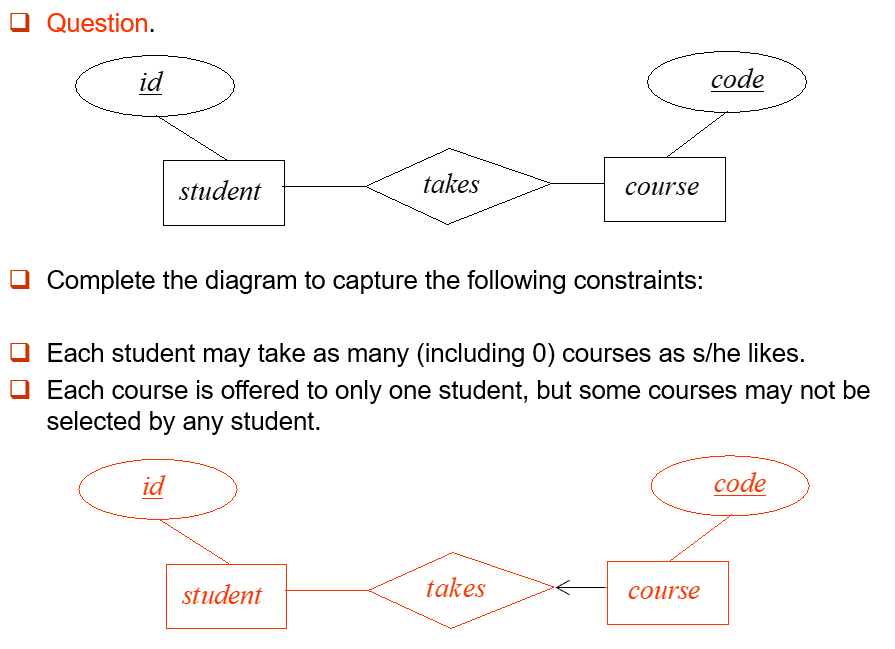 Question.
id
code
student
takes
course
Complete the diagram to capture the following constraints:
Each student may take as many (including 0) courses as s/he likes.
Each course is offered to only one student, but some courses may not be
selected by any student.
id
code
student
takes
course